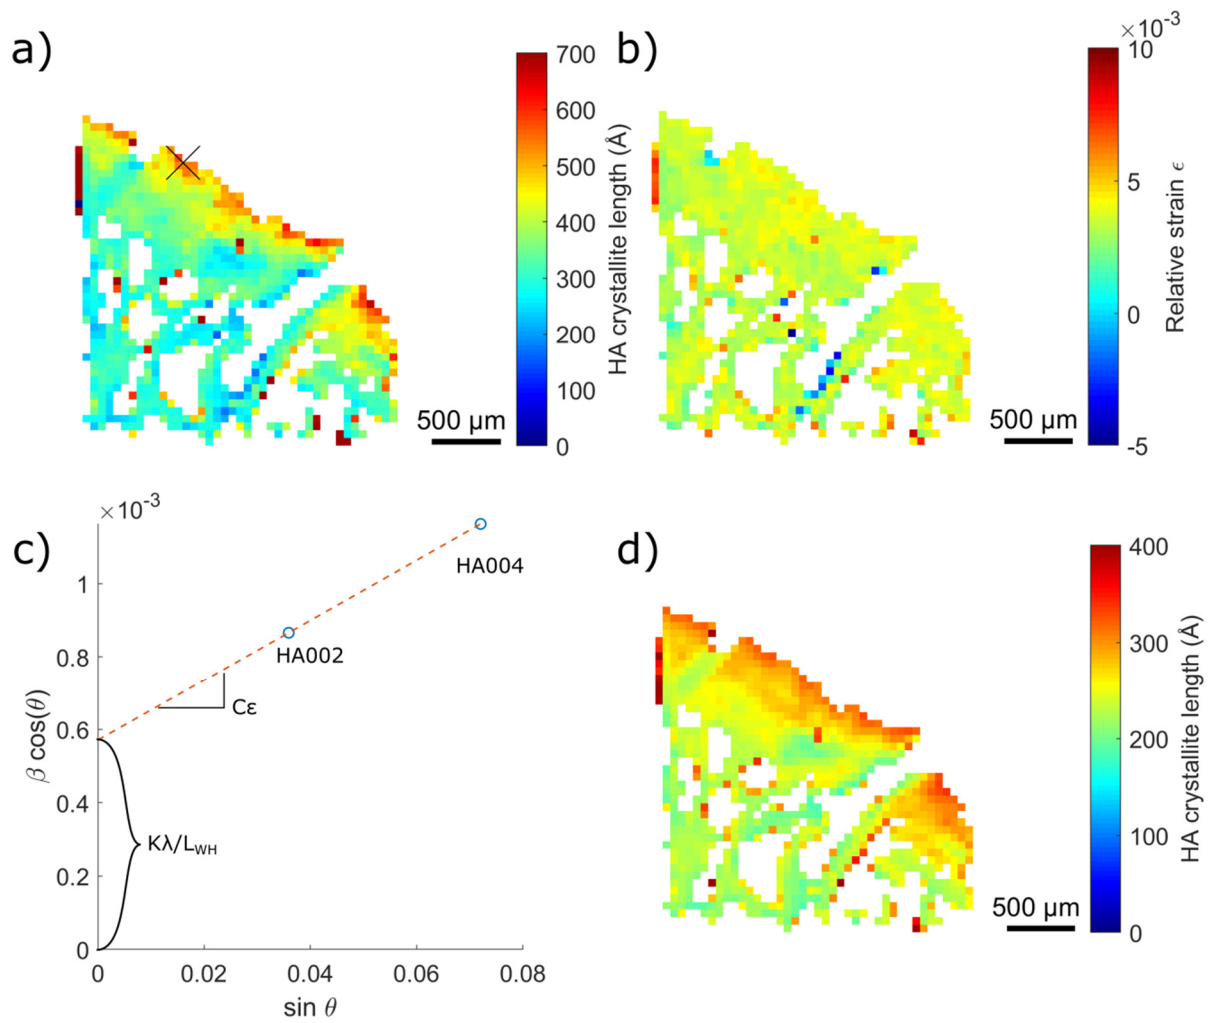 a)
700
600
500
400
300
200
100
0
HA crystallite length (Å)
500 µm
b)
×10⁻³
10
5
0
-5
Relative strain ϵ
500 µm
c)
×10⁻³
1
0.8
0.6
0.4
0.2
0
β cos(θ)
HA004
HA002
Cε
Kλ/L_WH
0
0.02
0.04
0.06
0.08
sin θ
d)
400
300
200
100
0
HA crystallite length (Å)
500 µm